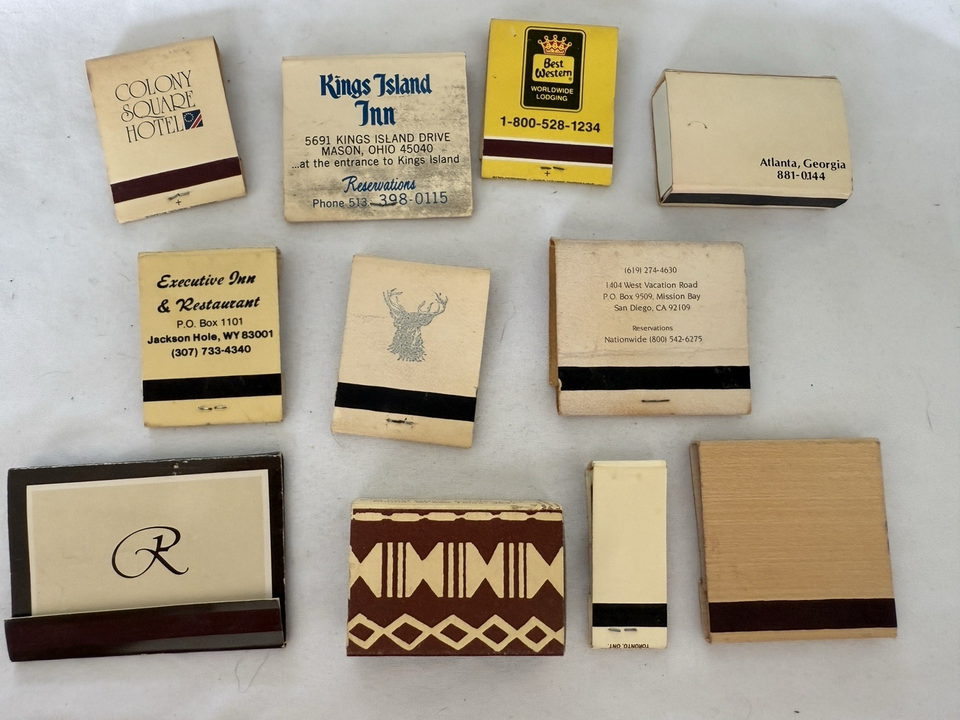 COLONY
SQUARE
HOTEL
Kings Island
Inn
5691 KINGS ISLAND DRIVE
MASON, OHIO 45040
...at the entrance to Kings Island
Reservations
Phone 513. 398-0115
Best
Western
WORLDWIDE
LODGING
1-800-528-1234
Atlanta, Georgia
881-0144
Executive Inn
& Restaurant
P.O. Box 1101
Jackson Hole, WY 83001
(307) 733-4340
(619) 274-4630
1404 West Vacation Road
P.O. Box 9509, Mission Bay
San Diego, CA 92109
Reservations
Nationwide (800) 542-6275
R
TORONTO, ONT.